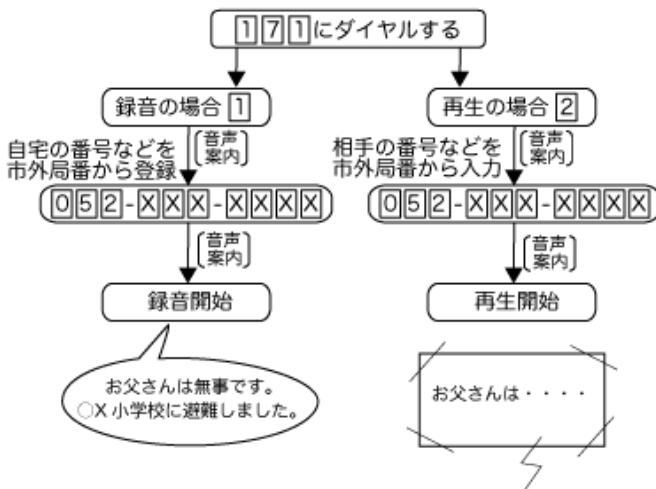 171にダイヤルする
録音の場合 1
再生の場合 2
自宅の番号などを
市外局番から登録
音声
案内
相手の番号などを
市外局番から入力
音声
案内
052-XXX-XXXX
052-XXX-XXXX
音声
案内
音声
案内
録音開始
再生開始
お父さんは無事です。
○X 小学校に避難しました。
お父さんは・・・・